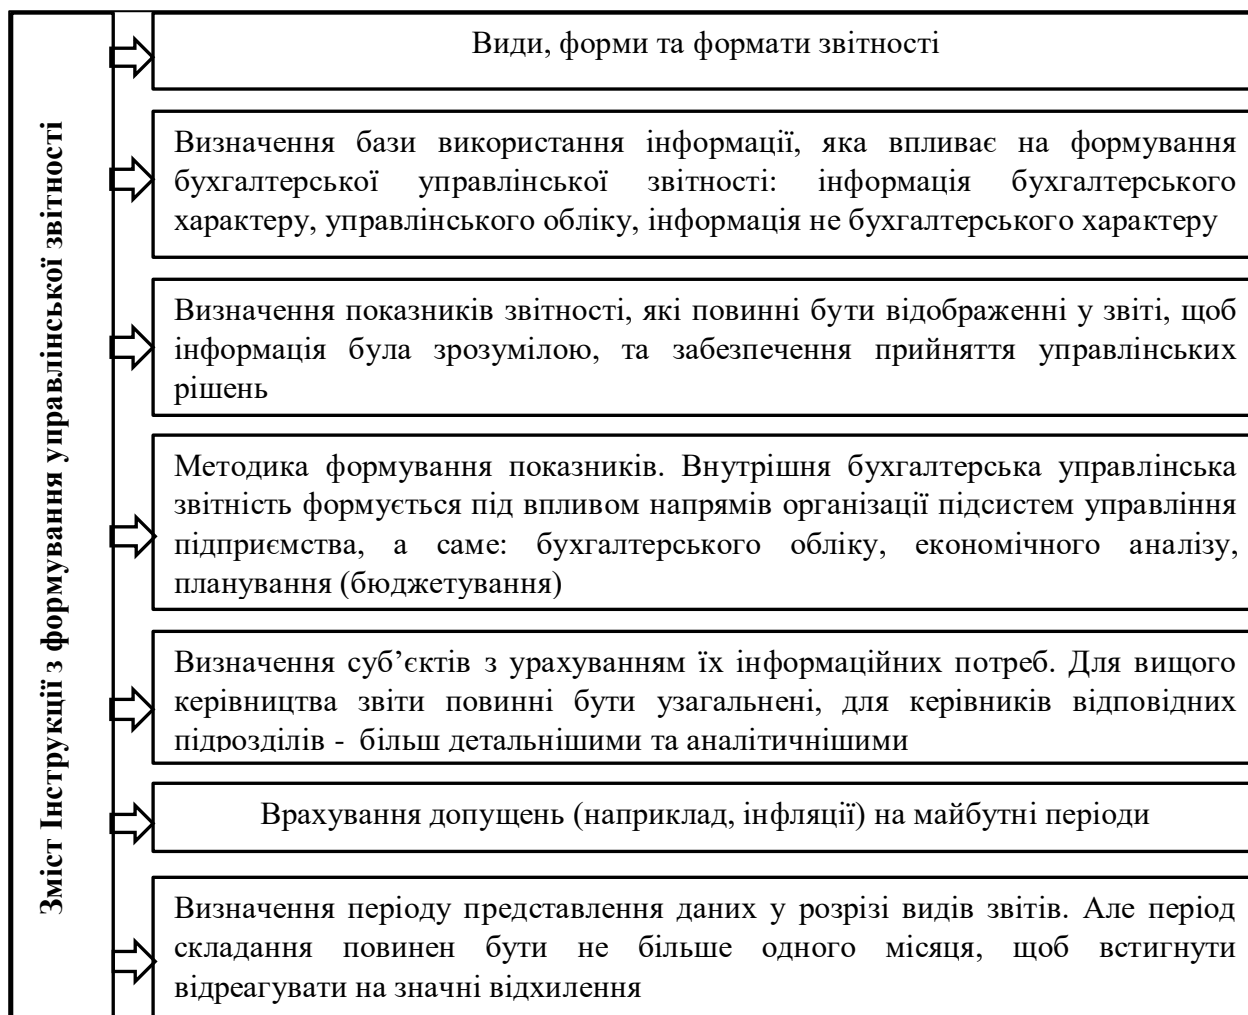 Зміст Інструкції з формування управлінської звітності
Види, форми та формати звітності
Визначення бази використання інформації, яка впливає на формування
бухгалтерської управлінської звітності: інформація бухгалтерського
характеру, управлінського обліку, інформація не бухгалтерського характеру
Визначення показників звітності, які повинні бути відображенні у звіті, щоб
інформація була зрозумілою, та забезпечення прийняття управлінських
рішень
Методика формування показників. Внутрішня бухгалтерська управлінська
звітність формується під впливом напрямів організації підсистем управління
підприємства, а саме: бухгалтерського обліку, економічного аналізу,
планування (бюджетування)
Визначення суб’єктів з урахуванням їх інформаційних потреб. Для вищого
керівництва звіти повинні бути узагальнені, для керівників відповідних
підрозділів - більш детальнішими та аналітичнішими
Врахування допущень (наприклад, інфляції) на майбутні періоди
Визначення періоду представлення даних у розрізі видів звітів. Але період
складання повинен бути не більше одного місяця, щоб встигнути
відреагувати на значні відхилення